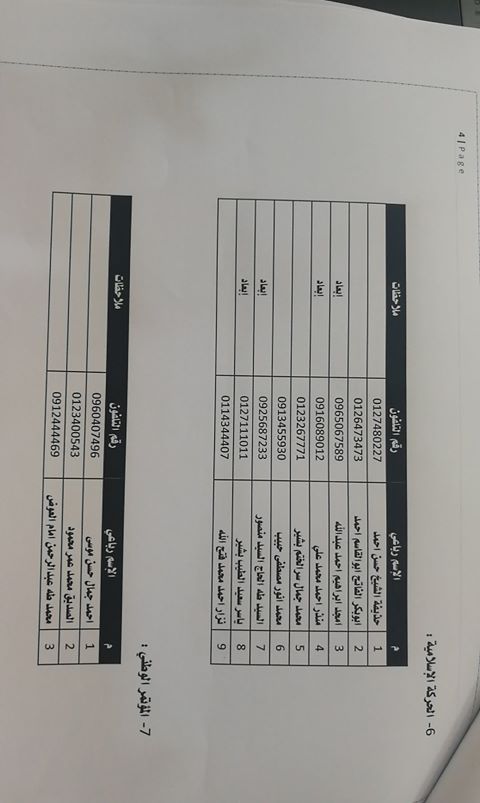 4 | Page
6- الحركة الإسلامية :
م الإسم رباعي رقم التلفون ملاحظات
1 حذيفة الشيخ حسن احمد 0127480227
2 ابوبكر الفاتح ابوالقاسم احمد 0126473473
3 امجد ابراهيم احمد عبدالله 0965067589 إبعاد
4 منذر احمد محمد علي 0916089012 إبعاد
5 محمد جمال سرالختم بشير 0123267771
6 محمد انور مصطفى حبيب 0913455930
7 السيد طه الحاج السيد منصور 0925687233 إبعاد
8 ياسر سعيد الطيب بشير 0127111011 إبعاد
9 نزار احمد محمد فتح الله 0114344407
7- المؤتمر الوطني :
م الإسم رباعي رقم التلفون ملاحظات
1 احمد جمال حسن موسى 0960407496
2 الصديق محمد عمر محمود 0123400543
3 محمد طه عبدالرحمن امام العوض 0912444469